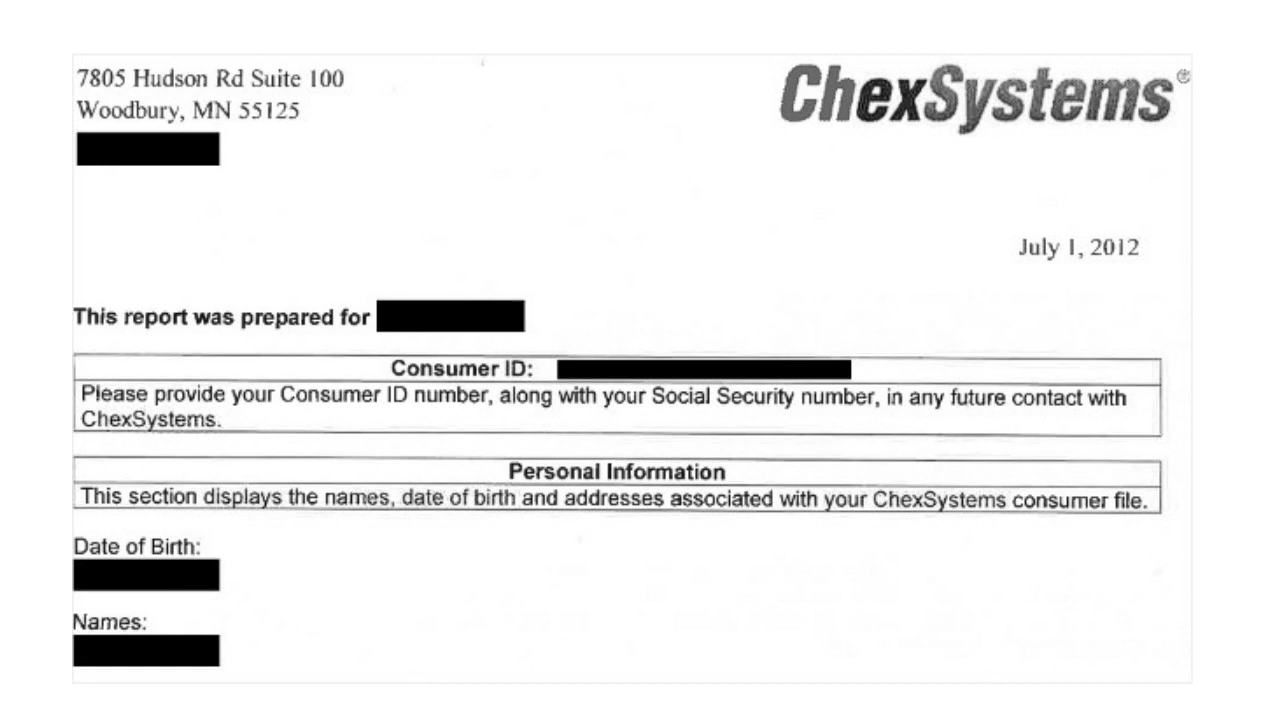 7805 Hudson Rd Suite 100
Woodbury, MN 55125
ChexSystems®
July 1, 2012
This report was prepared for
Consumer ID:
Please provide your Consumer ID number, along with your Social Security number, in any future contact with
ChexSystems.
Personal Information
This section displays the names, date of birth and addresses associated with your ChexSystems consumer file.
Date of Birth:
Names: